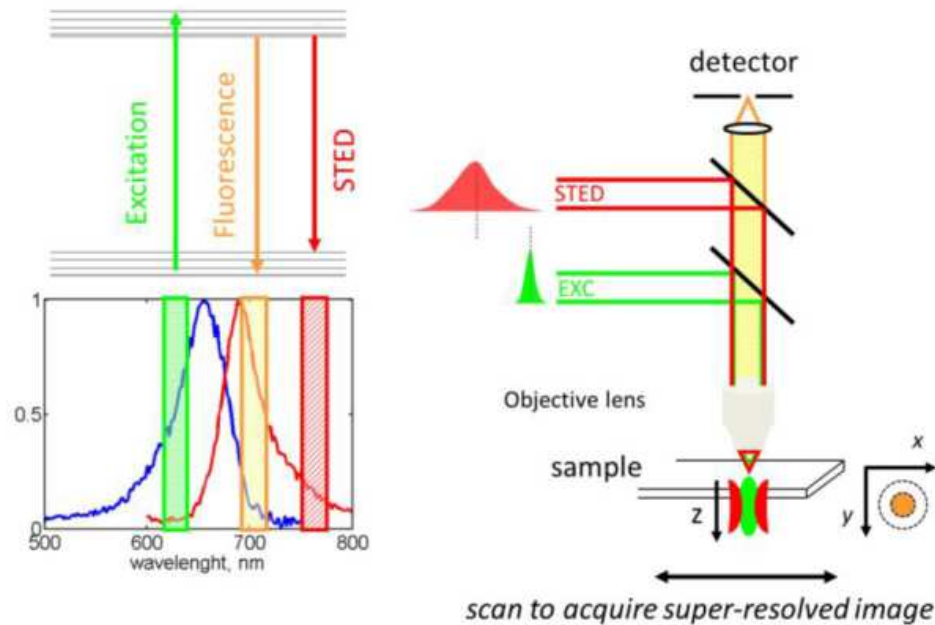 Excitation
Fluorescence
STED
1
0.5
0
500
600
700
800
wavelenght, nm
detector
STED
EXC
Objective lens
sample
x
y
z
scan to acquire super-resolved image